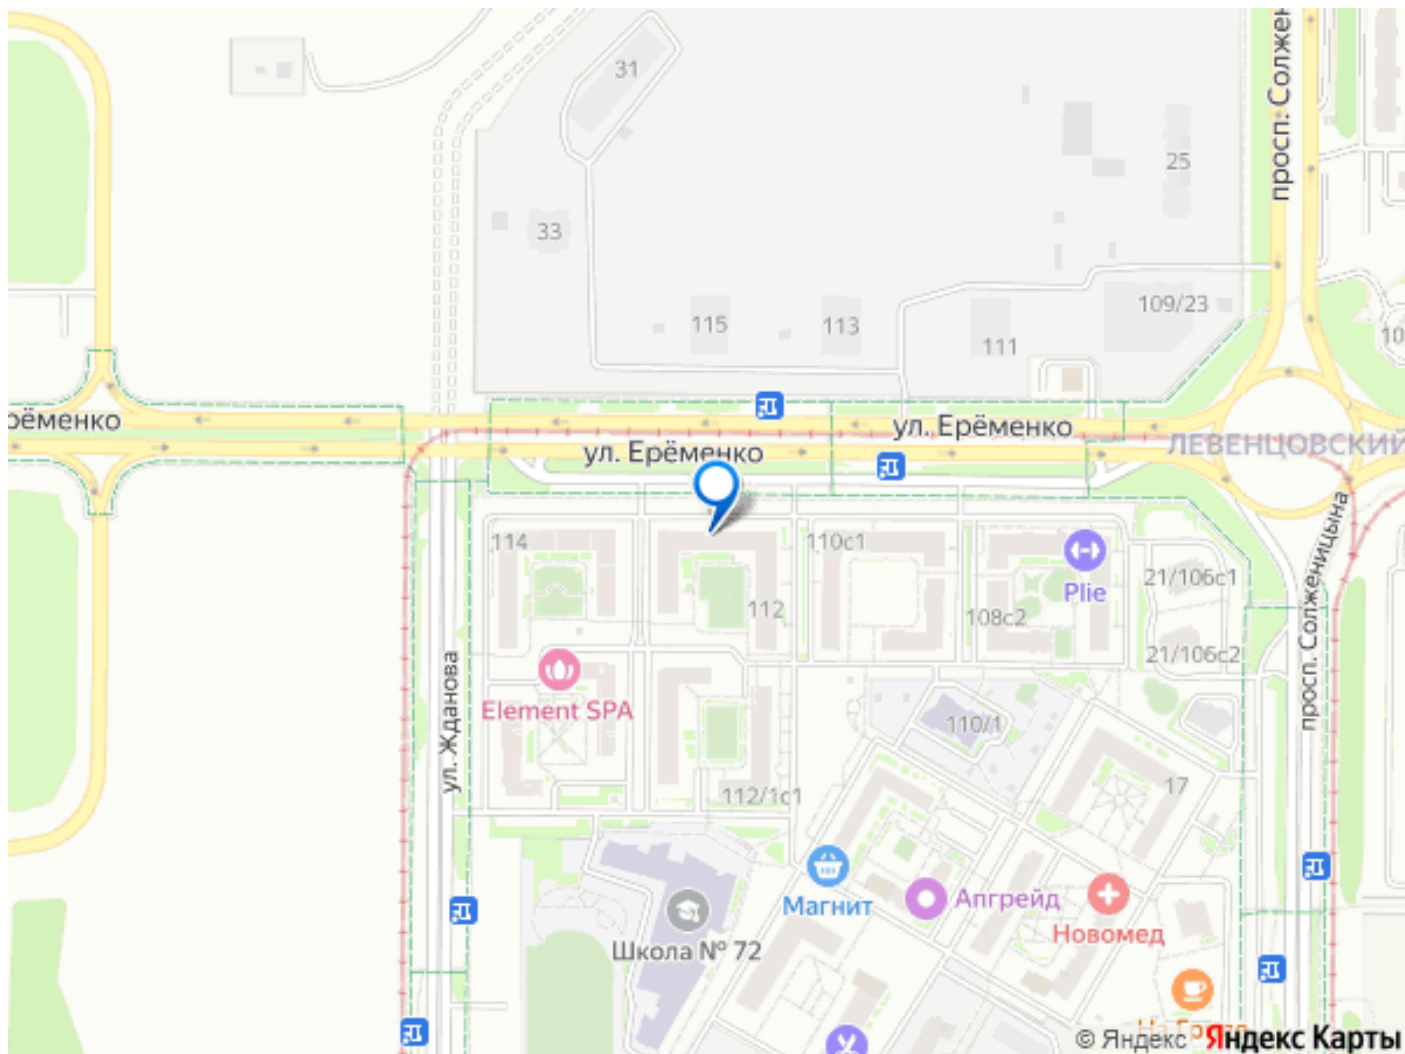 31
просп. Солжен
25
33
115
113
109/23
111
10
рёменко
ул. Ерёменко
ул. Ерёменко
ЛЕВЕНЦОВСКИЙ
114
110с1
Plie
21/106с1
112
108с2
21/106с2
просп. Солженицына
Element SPA
ул. Жданова
110/1
112/1с1
17
Магнит
Апгрейд
Новомед
Школа № 72
© Яндекс Яндекс Карты